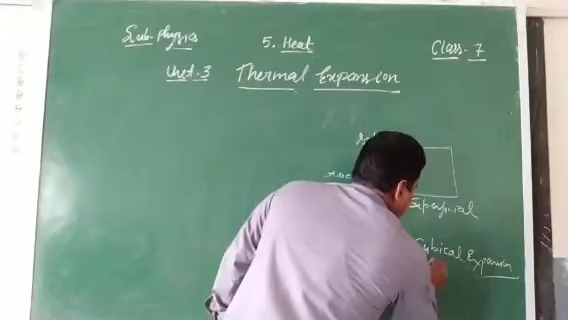 Sub-physics
5. Heat
Class-7
Unit.3 Thermal Expansion
Superficial
Cubical Expansion